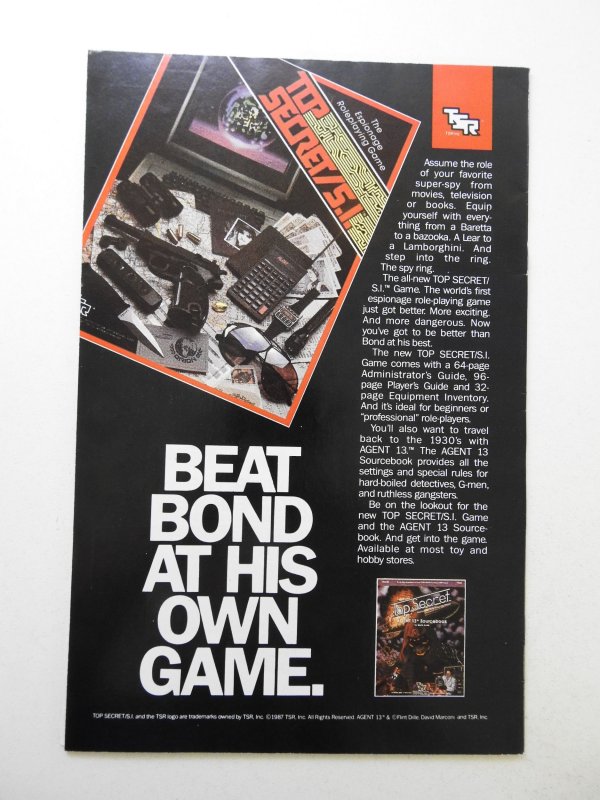 TOP
SECRET/S.I.
The
Espionage
Roleplaying Game
TSR
Assume the role
of your favorite
super-spy from
movies, television
or books. Equip
yourself with every-
thing from a Baretta
to a bazooka. A Lear to
a Lamborghini. And
step into the ring.
The spy ring.
The all-new TOP SECRET/
S.I.™ Game. The world's first
espionage role-playing game
just got better. More exciting.
And more dangerous. Now
you've got to be better than
Bond at his best.
The new TOP SECRET/S.I.
Game comes with a 64-page
Administrator's Guide, 96-
page Player's Guide and 32-
page Equipment Inventory.
And it's ideal for beginners or
"professional" role-players.
You'll also want to travel
back to the 1930's with
AGENT 13.™ The AGENT 13
Sourcebook provides all the
settings and special rules for
hard-boiled detectives, G-men,
and ruthless gangsters.
Be on the lookout for the
new TOP SECRET/S.I. Game
and the AGENT 13 Source-
book. And get into the game.
Available at most toy and
hobby stores.
BEAT
BOND
AT HIS
OWN
GAME.
Top Secret
AGENT 13™ SOURCEBOOK
TOP SECRET/S.I. and the TSR logo are trademarks owned by TSR, Inc. ©1987 TSR, Inc. All Rights Reserved. AGENT 13™ & ©Flint Dille, David Marconi and TSR, Inc.